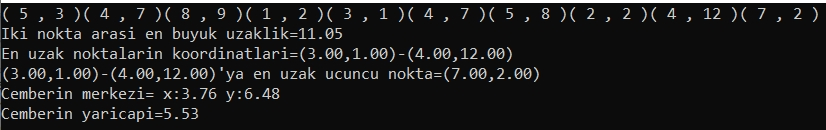 ( 5 , 3 )( 4 , 7 )( 8 , 9 )( 1 , 2 )( 3 , 1 )( 4 , 7 )( 5 , 8 )( 2 , 2 )( 4 , 12 )( 7 , 2 )
Iki nokta arasi en buyuk uzaklik=11.05
En uzak noktalarin koordinatlari=(3.00,1.00)-(4.00,12.00)
(3.00,1.00)-(4.00,12.00)'ya en uzak ucuncu nokta=(7.00,2.00)
Cemberin merkezi= x:3.76 y:6.48
Cemberin yaricapi=5.53